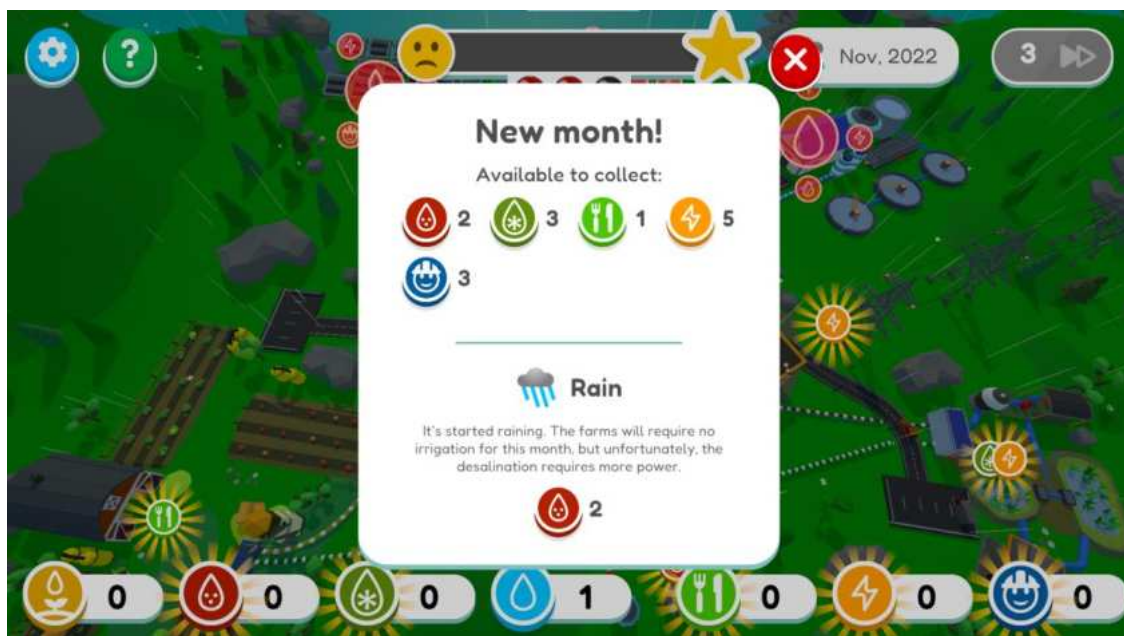 ?
Nov, 2022
3
New month!
Available to collect:
2 3 1 5
3
Rain
It's started raining. The farms will require no
irrigation for this month, but unfortunately, the
desalination requires more power.
2
0 0 0 1 0 0 0